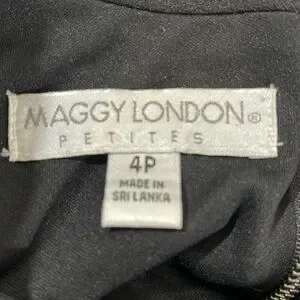 MAGGY LONDON®
PETITES
4P
MADE IN
SRI LANKA